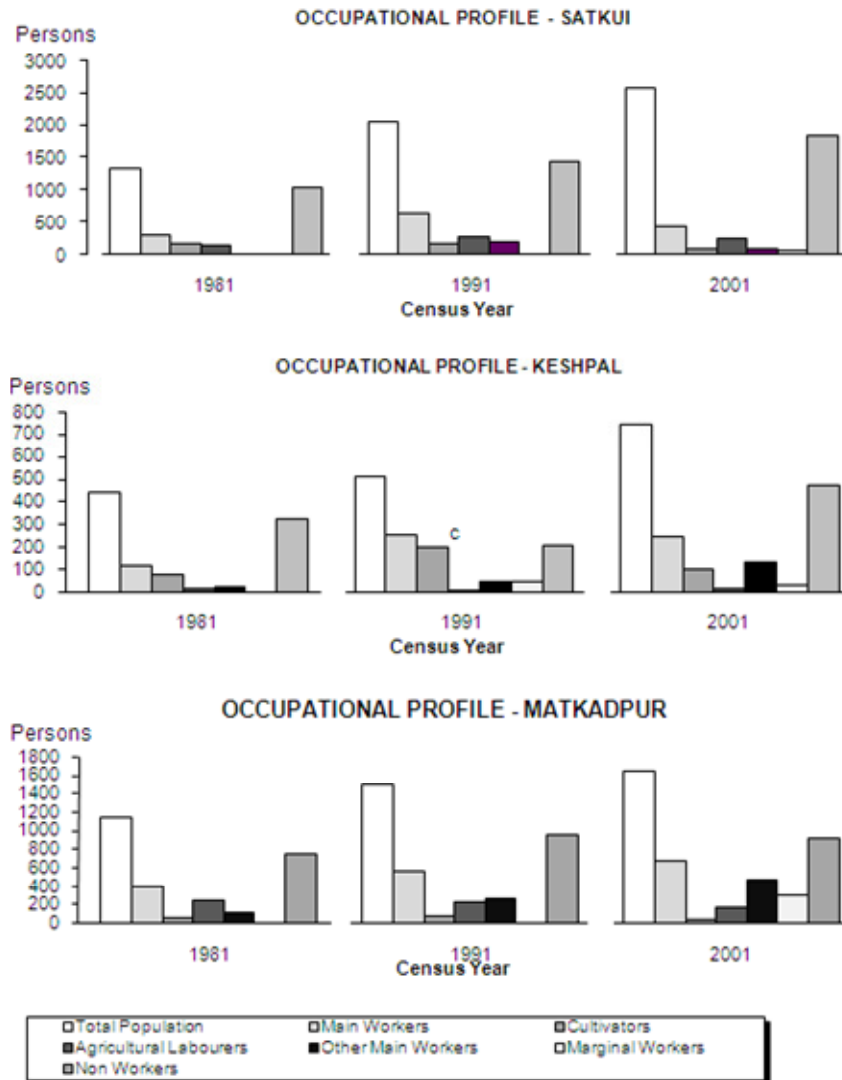 OCCUPATIONAL PROFILE - SATKUI
Persons
3000
2500
2000
1500
1000
500
0
1981 1991 2001
Census Year
OCCUPATIONAL PROFILE - KESHPAL
Persons
800
700
600
500
400
300
200
100
0
c
1981 1991 2001
Census Year
OCCUPATIONAL PROFILE - MATKADPUR
Persons
1800
1600
1400
1200
1000
800
600
400
200
0
1981 1991 2001
Census Year
Total Population Main Workers Cultivators
Agricultural Labourers Other Main Workers Marginal Workers
Non Workers